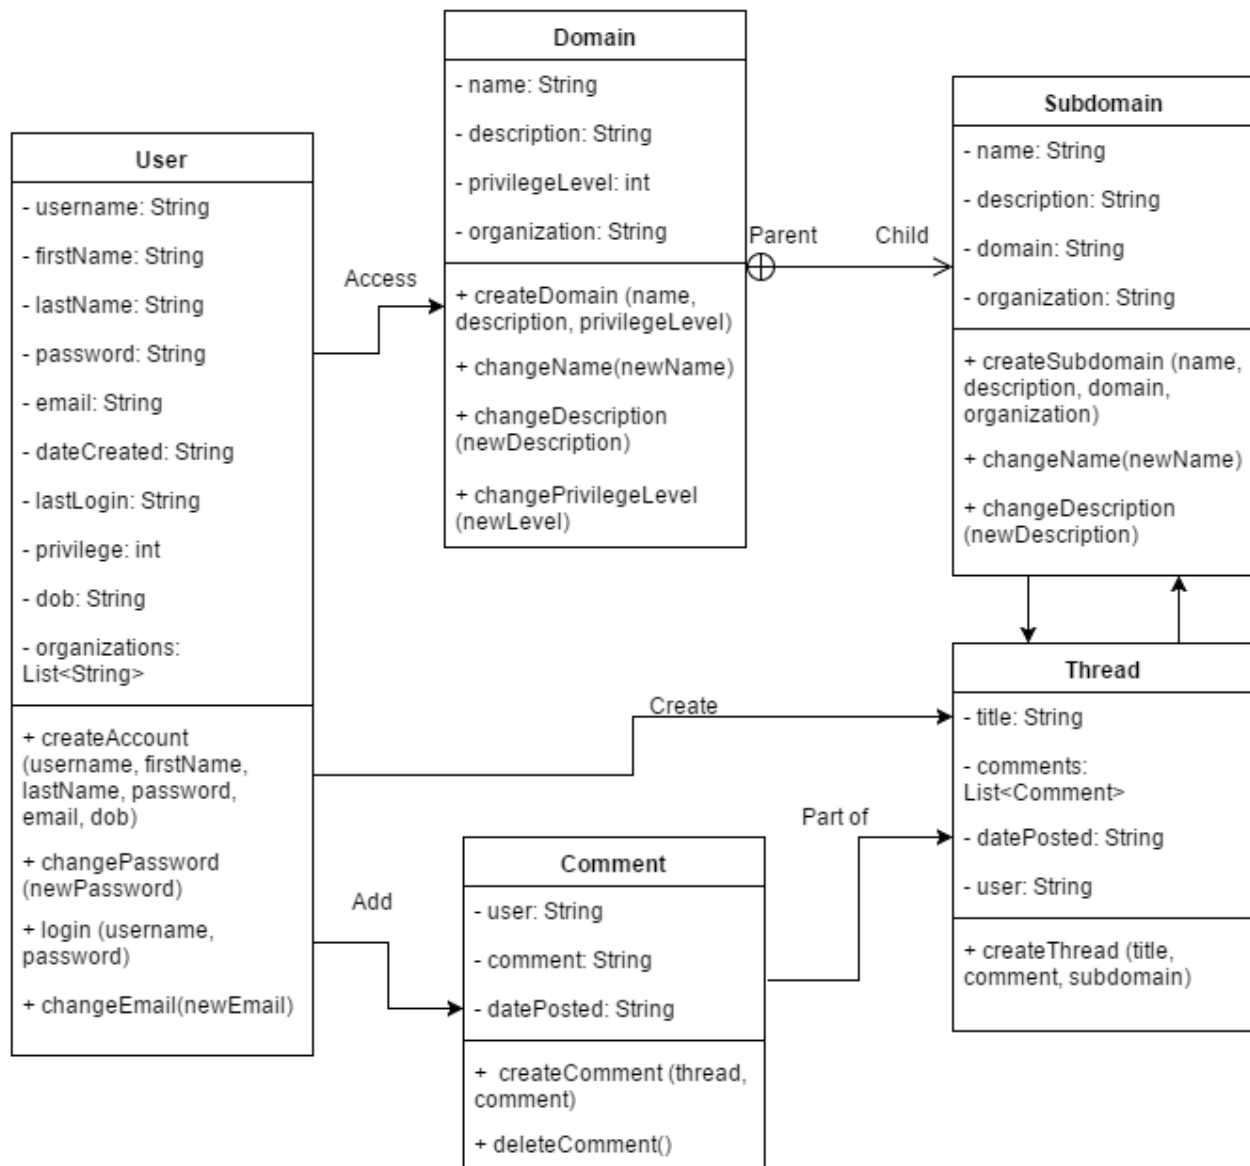 Domain
- name: String
- description: String
- privilegeLevel: int
- organization: String
+ createDomain (name,
description, privilegeLevel)
+ changeName(newName)
+ changeDescription
(newDescription)
+ changePrivilegeLevel
(newLevel)
Subdomain
- name: String
- description: String
- domain: String
- organization: String
+ createSubdomain (name,
description, domain,
organization)
+ changeName(newName)
+ changeDescription
(newDescription)
User
- username: String
- firstName: String
- lastName: String
- password: String
- email: String
- dateCreated: String
- lastLogin: String
- privilege: int
- dob: String
- organizations:
List<String>
+ createAccount
(username, firstName,
lastName, password,
email, dob)
+ changePassword
(newPassword)
+ login (username,
password)
+ changeEmail(newEmail)
Access
Parent
Child
Create
Add
Part of
Comment
- user: String
- comment: String
- datePosted: String
+ createComment (thread,
comment)
+ deleteComment()
Thread
- title: String
- comments:
List<Comment>
- datePosted: String
- user: String
+ createThread (title,
comment, subdomain)